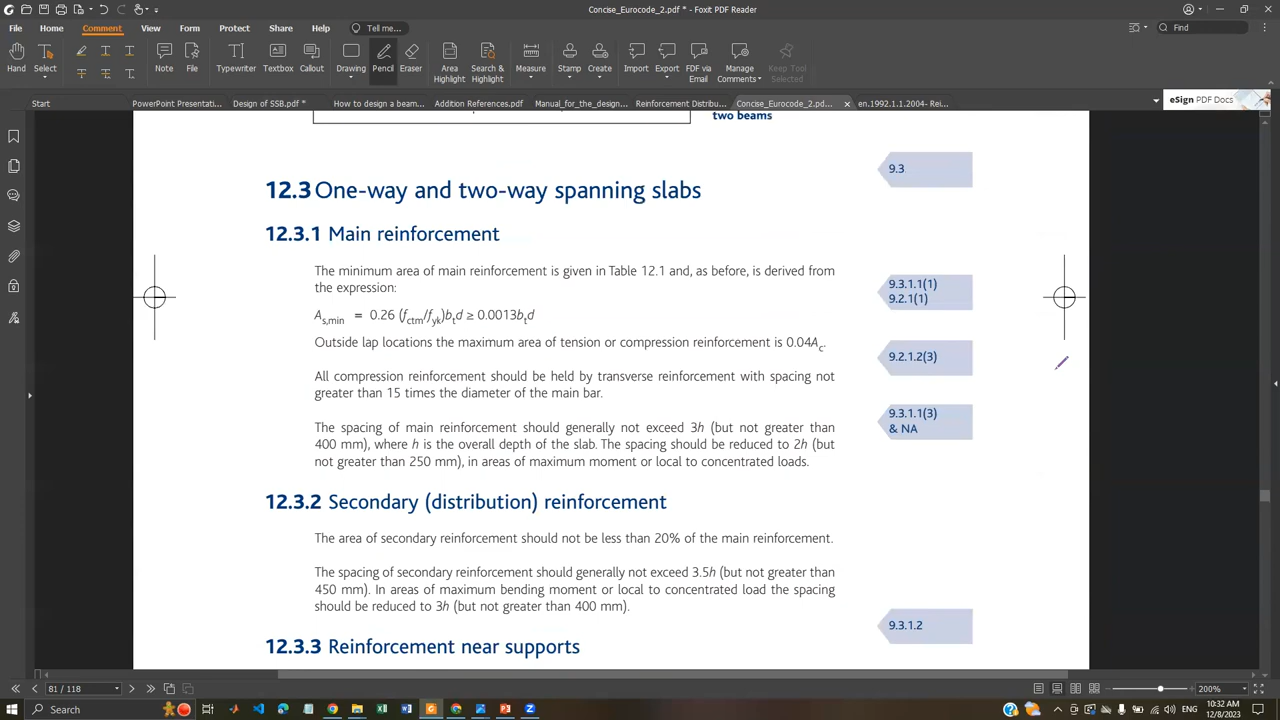 Concise_Eurocode_2.pdf * - Foxit PDF Reader
File Home Comment View Form Protect Share Help Tell me... Find
Hand Select Note File Typewriter Textbox Callout Drawing Pencil Eraser Area Highlight Search & Highlight Measure Stamp Create Import Export FDF via Email Manage Comments Keep Tool Selected
Start PowerPoint Presentati... Design of SSB.pdf * How to design a beam... Addition References.pdf Manual_for_the_design... Reinforcement Distribu... Concise_Eurocode_2.pd... en.1992.1.1.2004- Rei... eSign PDF Docs
two beams
9.3
12.3 One-way and two-way spanning slabs
12.3.1 Main reinforcement
The minimum area of main reinforcement is given in Table 12.1 and, as before, is derived from
the expression:
9.3.1.1(1)
9.2.1(1)
As,min = 0.26 (fctm/fyk)btd ≥ 0.0013btd
Outside lap locations the maximum area of tension or compression reinforcement is 0.04Ac.
9.2.1.2(3)
All compression reinforcement should be held by transverse reinforcement with spacing not
greater than 15 times the diameter of the main bar.
9.3.1.1(3)
& NA
The spacing of main reinforcement should generally not exceed 3h (but not greater than
400 mm), where h is the overall depth of the slab. The spacing should be reduced to 2h (but
not greater than 250 mm), in areas of maximum moment or local to concentrated loads.
12.3.2 Secondary (distribution) reinforcement
The area of secondary reinforcement should not be less than 20% of the main reinforcement.
The spacing of secondary reinforcement should generally not exceed 3.5h (but not greater than
450 mm). In areas of maximum bending moment or local to concentrated load the spacing
should be reduced to 3h (but not greater than 400 mm).
9.3.1.2
12.3.3 Reinforcement near supports
81 / 118
200%
Search
ENG
10:32 AM
12/8/2023